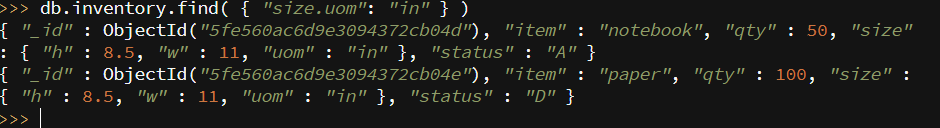 >>> db.inventory.find( { "size.uom": "in" } )
{ "_id" : ObjectId("5fe560ac6d9e3094372cb04d"), "item" : "notebook", "qty" : 50, "size"
: { "h" : 8.5, "w" : 11, "uom" : "in" }, "status" : "A" }
{ "_id" : ObjectId("5fe560ac6d9e3094372cb04e"), "item" : "paper", "qty" : 100, "size" :
{ "h" : 8.5, "w" : 11, "uom" : "in" }, "status" : "D" }
>>>